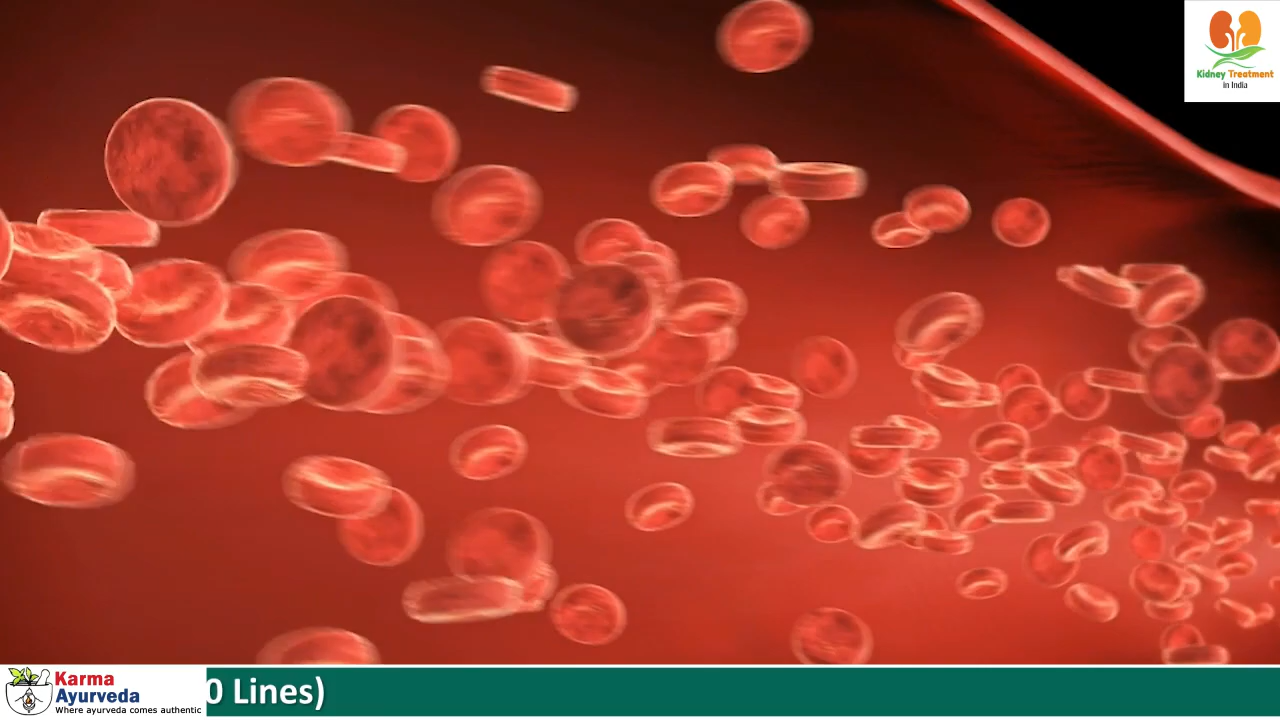 Kidney Treatment
in India
Karma
Ayurveda
Where ayurveda comes authentic
0 Lines)